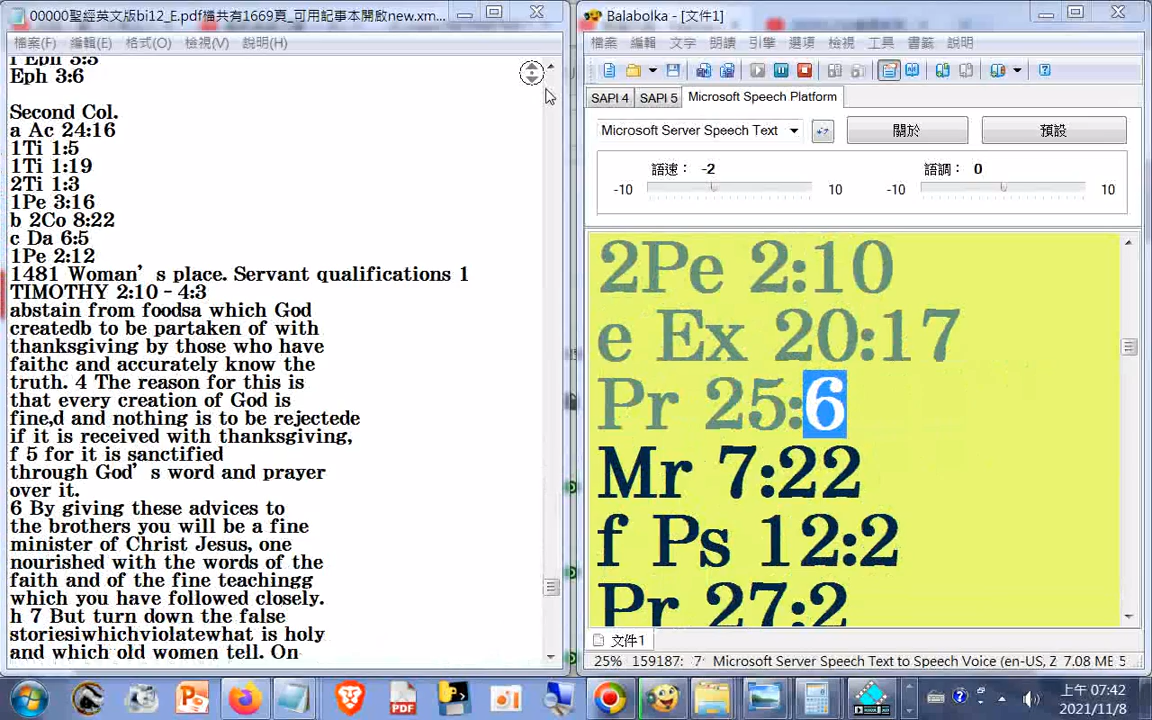 00000聖經英文版bi12_E.pdf檔共有1669頁_可用記事本開啟new.xm...
檔案(F) 編輯(E) 格式(O) 檢視(V) 說明(H)
f Eph 3:5
Eph 3:6
Second Col.
a Ac 24:16
1Ti 1:5
1Ti 1:19
2Ti 1:3
1Pe 3:16
b 2Co 8:22
c Da 6:5
1Pe 2:12
1481 Woman’s place. Servant qualifications 1
TIMOTHY 2:10–4:3
abstain from foodsa which God
createdb to be partaken of with
thanksgiving by those who have
faithc and accurately know the
truth. 4 The reason for this is
that every creation of God is
fine,d and nothing is to be rejectede
if it is received with thanksgiving,
f 5 for it is sanctified
through God’s word and prayer
over it.
6 By giving these advices to
the brothers you will be a fine
minister of Christ Jesus, one
nourished with the words of the
faith and of the fine teachingg
which you have followed closely.
h 7 But turn down the false
storiesiwhichviolatewhat is holy
and which old women tell. On
Balabolka - [文件1]
檔案 編輯 文字 朗讀 引擎 選項 檢視 工具 書籤 說明
SAPI 4 SAPI 5 Microsoft Speech Platform
Microsoft Server Speech Text 關於 預設
語速： -2 語調： 0
-10 10 -10 10
2Pe 2:10
e Ex 20:17
Pr 25:6
Mr 7:22
f Ps 12:2
Pr 27:2
文件1
25% 159187: 7 Microsoft Server Speech Text to Speech Voice (en-US, Z 7.08 ME 5
PDF
上午 07:42
2021/11/8